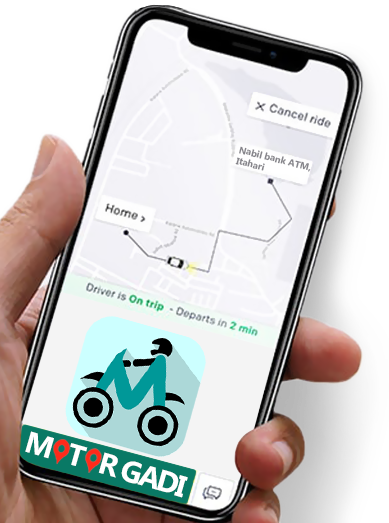 × Cancel ride
Nabil bank ATM,
Itahari
Home >
Driver is On trip - Departs in 2 min
MOTOR GADI